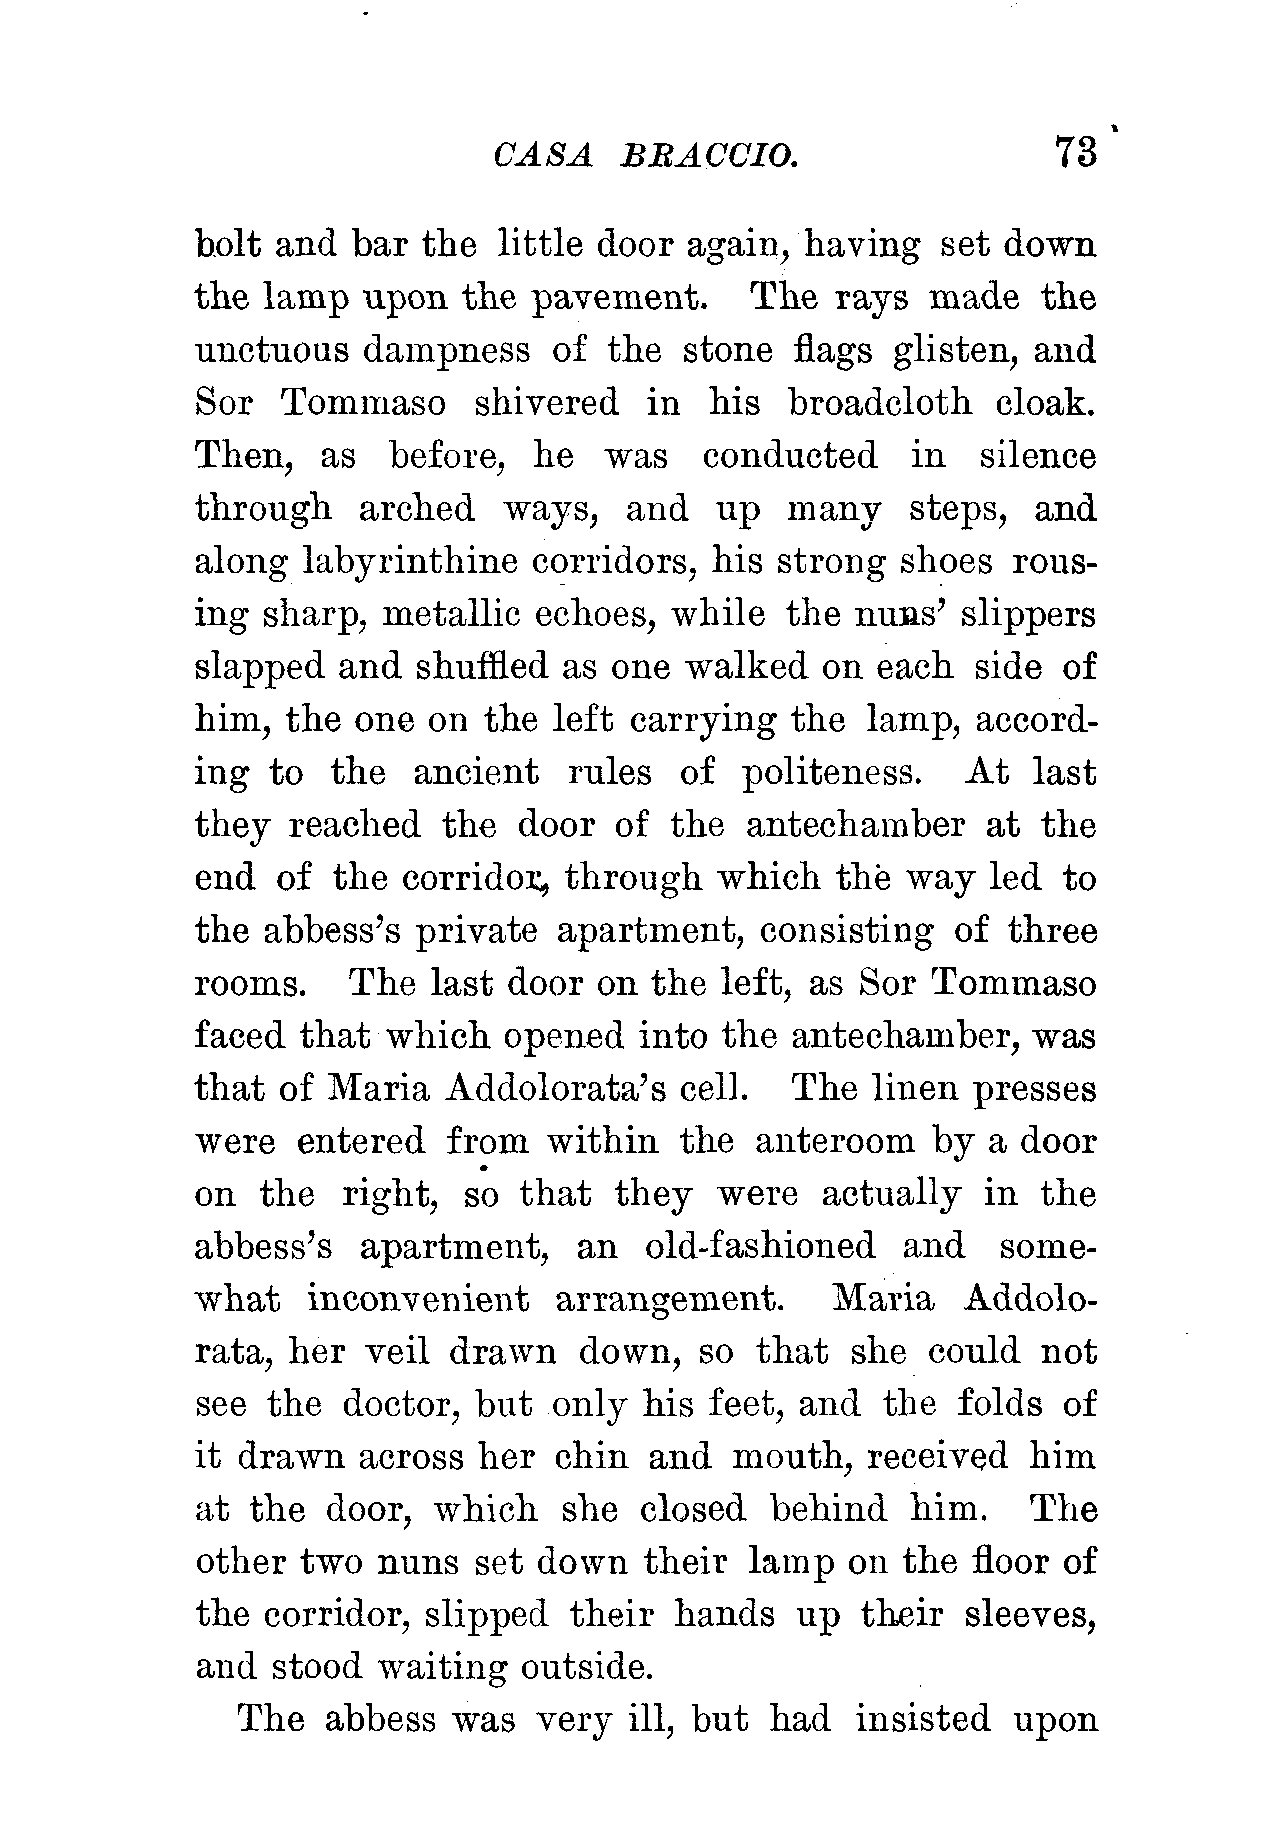 CASA BRACCIO. 73
bolt and bar the little door again, having set down
the lamp upon the pavement. The rays made the
unctuous dampness of the stone flags glisten, and
Sor Tommaso shivered in his broadcloth cloak.
Then, as before, he was conducted in silence
through arched ways, and up many steps, and
along labyrinthine corridors, his strong shoes rous-
ing sharp, metallic echoes, while the nuns' slippers
slapped and shuffled as one walked on each side of
him, the one on the left carrying the lamp, accord-
ing to the ancient rules of politeness. At last
they reached the door of the antechamber at the
end of the corridor, through which the way led to
the abbess's private apartment, consisting of three
rooms. The last door on the left, as Sor Tommaso
faced that which opened into the antechamber, was
that of Maria Addolorata's cell. The linen presses
were entered from within the anteroom by a door
on the right, so that they were actually in the
abbess's apartment, an old-fashioned and some-
what inconvenient arrangement. Maria Addolo-
rata, her veil drawn down, so that she could not
see the doctor, but only his feet, and the folds of
it drawn across her chin and mouth, received him
at the door, which she closed behind him. The
other two nuns set down their lamp on the floor of
the corridor, slipped their hands up their sleeves,
and stood waiting outside.
The abbess was very ill, but had insisted upon